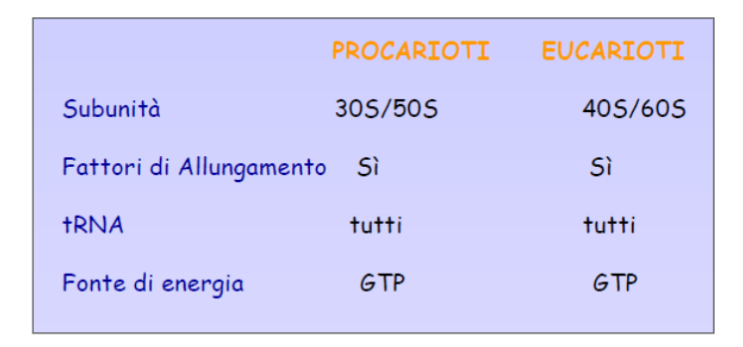 PROCARIOTI EUCARIOTI
Subunità 30S/50S 40S/60S
Fattori di Allungamento Sì Sì
tRNA tutti tutti
Fonte di energia GTP GTP